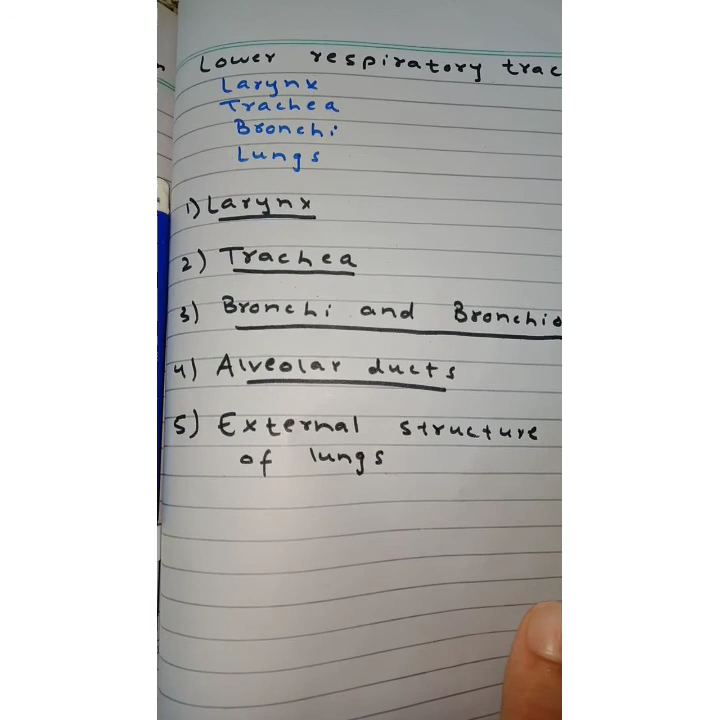 Lower respiratory trac
Larynx
Trachea
Bronchi
Lungs
1) Larynx
2) Trachea
3) Bronchi and Bronchio
4) Alveolar ducts
5) External structure
of lungs